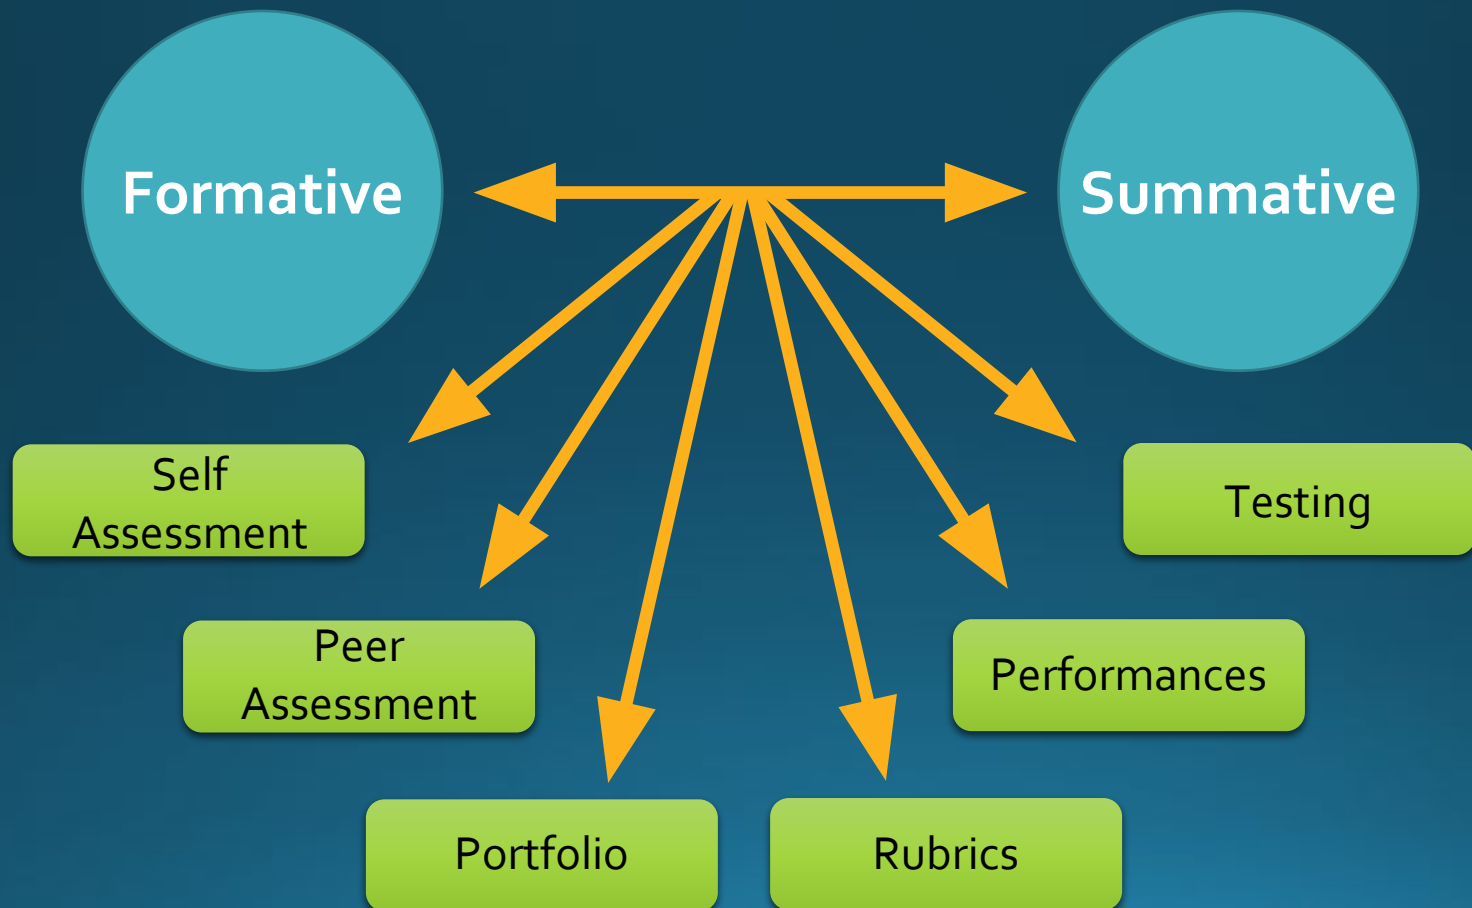 Formative
Summative
Self
Assessment
Testing
Peer
Assessment
Performances
Portfolio
Rubrics